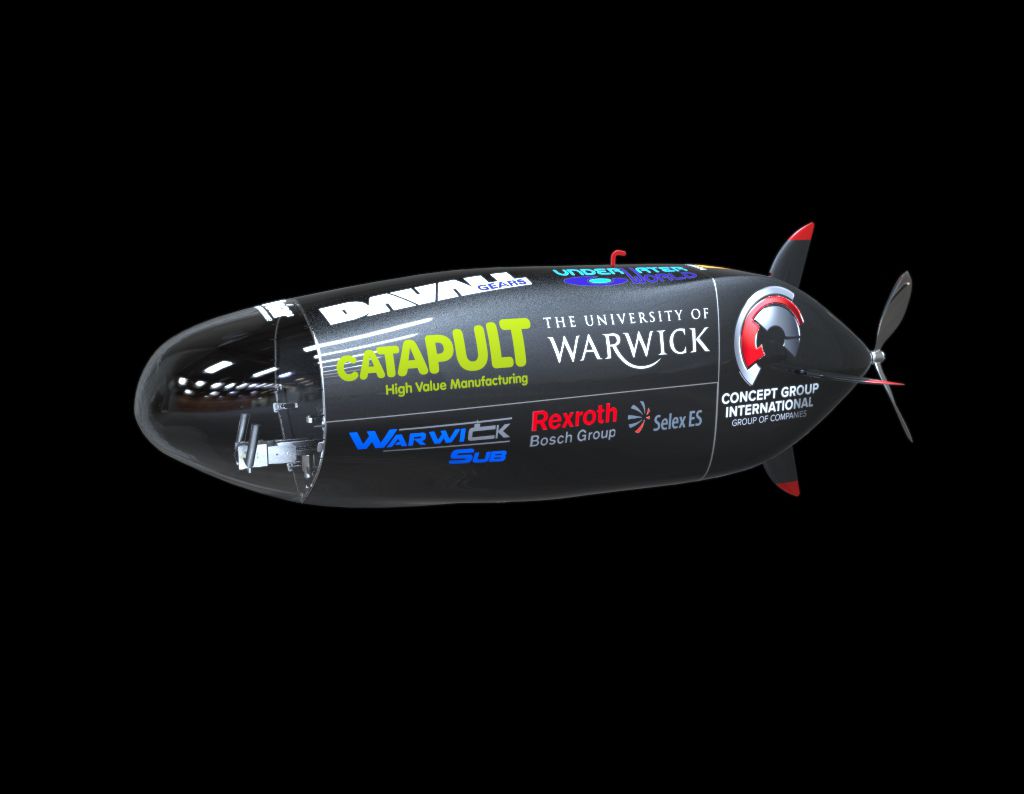 DAVALL
GEARS
UNDERWATER
WORLD
CATAPULT
High Value Manufacturing
THE UNIVERSITY OF
WARWICK
WARWICK
SUB
Rexroth
Bosch Group
Selex ES
CONCEPT GROUP
INTERNATIONAL
GROUP OF COMPANIES